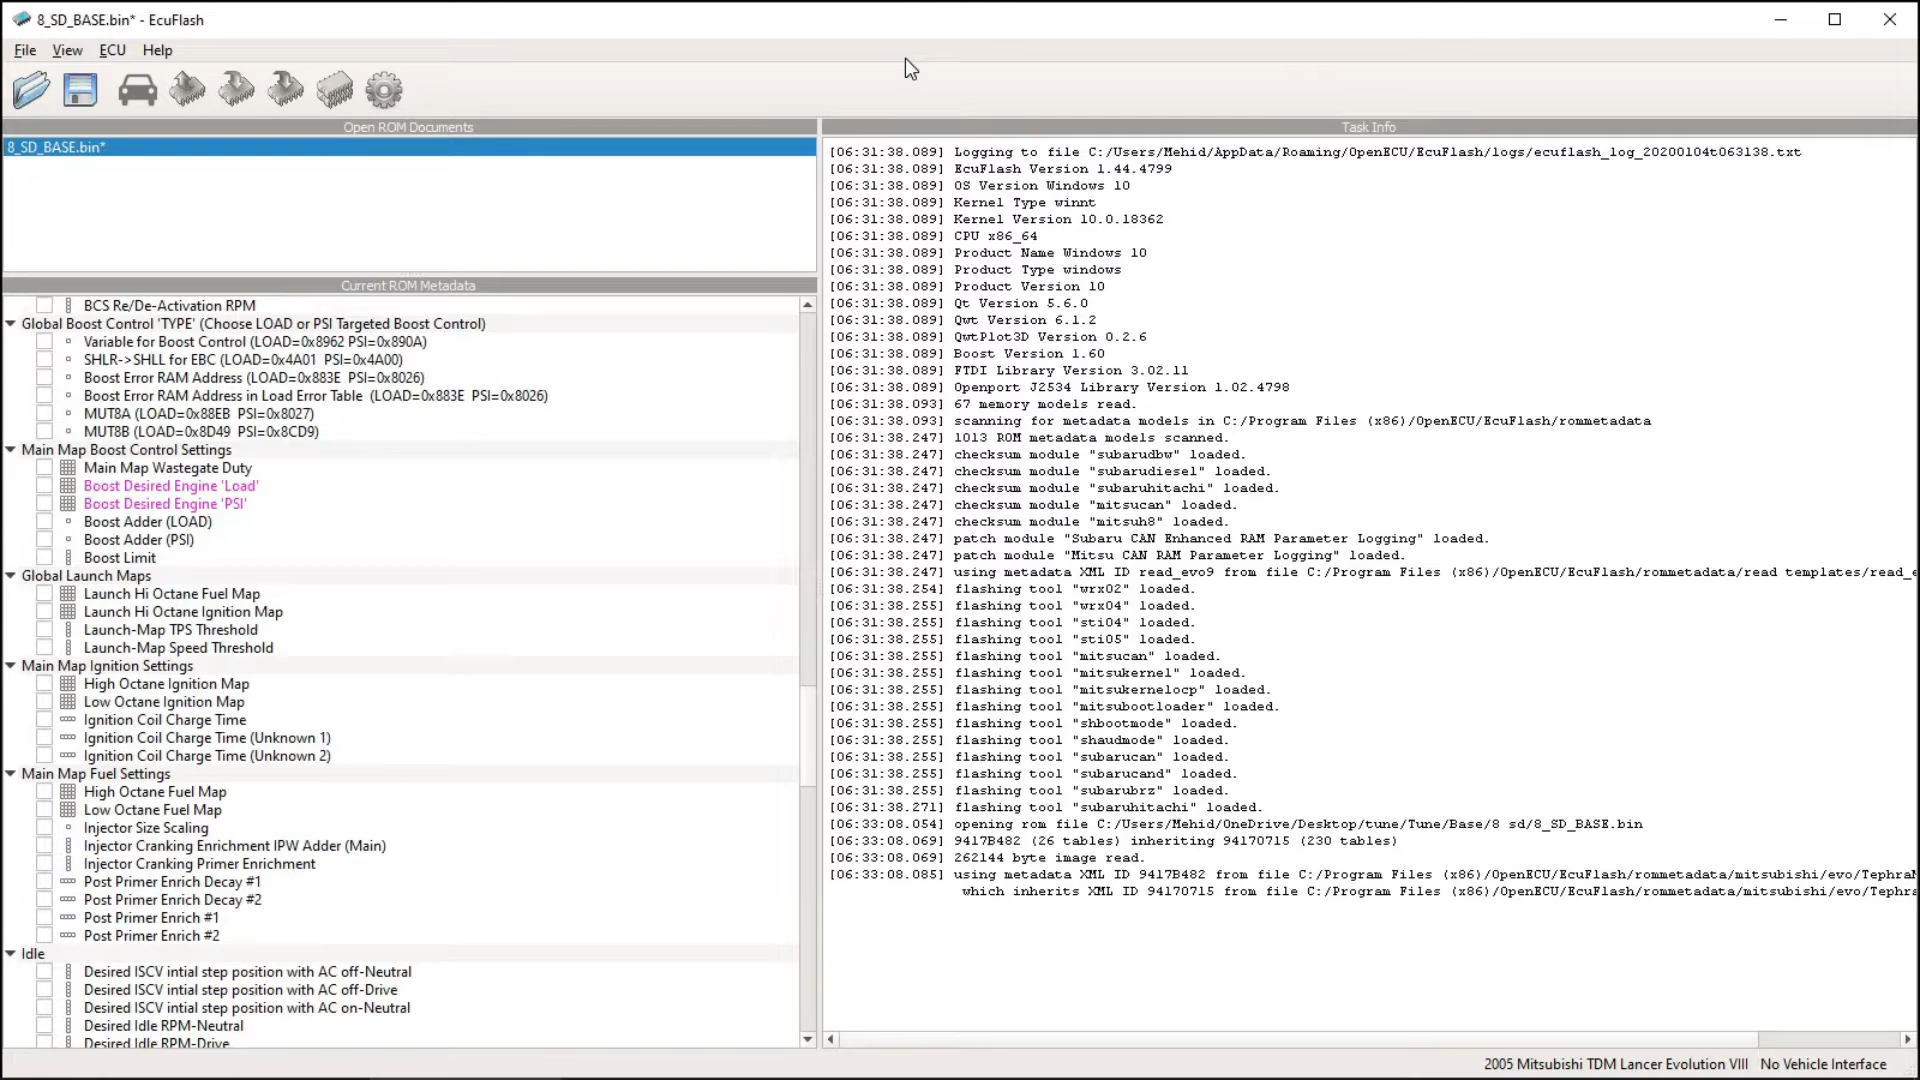 8_SD_BASE.bin* - EcuFlash
File View ECU Help
Open ROM Documents
8_SD_BASE.bin*
Current ROM Metadata
BCS Re/De-Activation RPM
Global Boost Control 'TYPE' (Choose LOAD or PSI Targeted Boost Control)
Variable for Boost Control (LOAD=0x8962 PSI=0x890A)
SHLR->SHLL for EBC (LOAD=0x4A01 PSI=0x4A00)
Boost Error RAM Address (LOAD=0x883E PSI=0x8026)
Boost Error RAM Address in Load Error Table (LOAD=0x883E PSI=0x8026)
MUT8A (LOAD=0x88EB PSI=0x8027)
MUT8B (LOAD=0x8D49 PSI=0x8CD9)
Main Map Boost Control Settings
Main Map Wastegate Duty
Boost Desired Engine 'Load'
Boost Desired Engine 'PSI'
Boost Adder (LOAD)
Boost Adder (PSI)
Boost Limit
Global Launch Maps
Launch Hi Octane Fuel Map
Launch Hi Octane Ignition Map
Launch-Map TPS Threshold
Launch-Map Speed Threshold
Main Map Ignition Settings
High Octane Ignition Map
Low Octane Ignition Map
Ignition Coil Charge Time
Ignition Coil Charge Time (Unknown 1)
Ignition Coil Charge Time (Unknown 2)
Main Map Fuel Settings
High Octane Fuel Map
Low Octane Fuel Map
Injector Size Scaling
Injector Cranking Enrichment IPW Adder (Main)
Injector Cranking Primer Enrichment
Post Primer Enrich Decay #1
Post Primer Enrich Decay #2
Post Primer Enrich #1
Post Primer Enrich #2
Idle
Desired ISCV intial step position with AC off-Neutral
Desired ISCV intial step position with AC off-Drive
Desired ISCV intial step position with AC on-Neutral
Desired Idle RPM-Neutral
Desired Idle RPM-Drive
Task Info
[06:31:38.089] Logging to file C:/Users/Mehid/AppData/Roaming/OpenECU/EcuFlash/logs/ecuflash_log_20200104t063138.txt
[06:31:38.089] EcuFlash Version 1.44.4799
[06:31:38.089] OS Version Windows 10
[06:31:38.089] Kernel Type winnt
[06:31:38.089] Kernel Version 10.0.18362
[06:31:38.089] CPU x86_64
[06:31:38.089] Product Name Windows 10
[06:31:38.089] Product Type windows
[06:31:38.089] Product Version 10
[06:31:38.089] Qt Version 5.6.0
[06:31:38.089] Qwt Version 6.1.2
[06:31:38.089] QwtPlot3D Version 0.2.6
[06:31:38.089] Boost Version 1.60
[06:31:38.089] FTDI Library Version 3.02.11
[06:31:38.089] Openport J2534 Library Version 1.02.4798
[06:31:38.093] 67 memory models read.
[06:31:38.093] scanning for metadata models in C:/Program Files (x86)/OpenECU/EcuFlash/rommetadata
[06:31:38.247] 1013 ROM metadata models scanned.
[06:31:38.247] checksum module "subarudbw" loaded.
[06:31:38.247] checksum module "subarudiesel" loaded.
[06:31:38.247] checksum module "subaruhitachi" loaded.
[06:31:38.247] checksum module "mitsucan" loaded.
[06:31:38.247] checksum module "mitsuh8" loaded.
[06:31:38.247] patch module "Subaru CAN Enhanced RAM Parameter Logging" loaded.
[06:31:38.247] patch module "Mitsu CAN RAM Parameter Logging" loaded.
[06:31:38.247] using metadata XML ID read_evo9 from file C:/Program Files (x86)/OpenECU/EcuFlash/rommetadata/read templates/read_e
[06:31:38.254] flashing tool "wrx02" loaded.
[06:31:38.255] flashing tool "wrx04" loaded.
[06:31:38.255] flashing tool "sti04" loaded.
[06:31:38.255] flashing tool "sti05" loaded.
[06:31:38.255] flashing tool "mitsucan" loaded.
[06:31:38.255] flashing tool "mitsukernel" loaded.
[06:31:38.255] flashing tool "mitsukernelocp" loaded.
[06:31:38.255] flashing tool "mitsubootloader" loaded.
[06:31:38.255] flashing tool "shbootmode" loaded.
[06:31:38.255] flashing tool "shaudmode" loaded.
[06:31:38.255] flashing tool "subarucan" loaded.
[06:31:38.255] flashing tool "subarucand" loaded.
[06:31:38.255] flashing tool "subarubrz" loaded.
[06:31:38.271] flashing tool "subaruhitachi" loaded.
[06:33:08.054] opening rom file C:/Users/Mehid/OneDrive/Desktop/tune/Tune/Base/8 sd/8_SD_BASE.bin
[06:33:08.069] 9417B482 (26 tables) inheriting 94170715 (230 tables)
[06:33:08.069] 262144 byte image read.
[06:33:08.085] using metadata XML ID 9417B482 from file C:/Program Files (x86)/OpenECU/EcuFlash/rommetadata/mitsubishi/evo/TephraM
which inherits XML ID 94170715 from file C:/Program Files (x86)/OpenECU/EcuFlash/rommetadata/mitsubishi/evo/Tephra
2005 Mitsubishi TDM Lancer Evolution VIII No Vehicle Interface